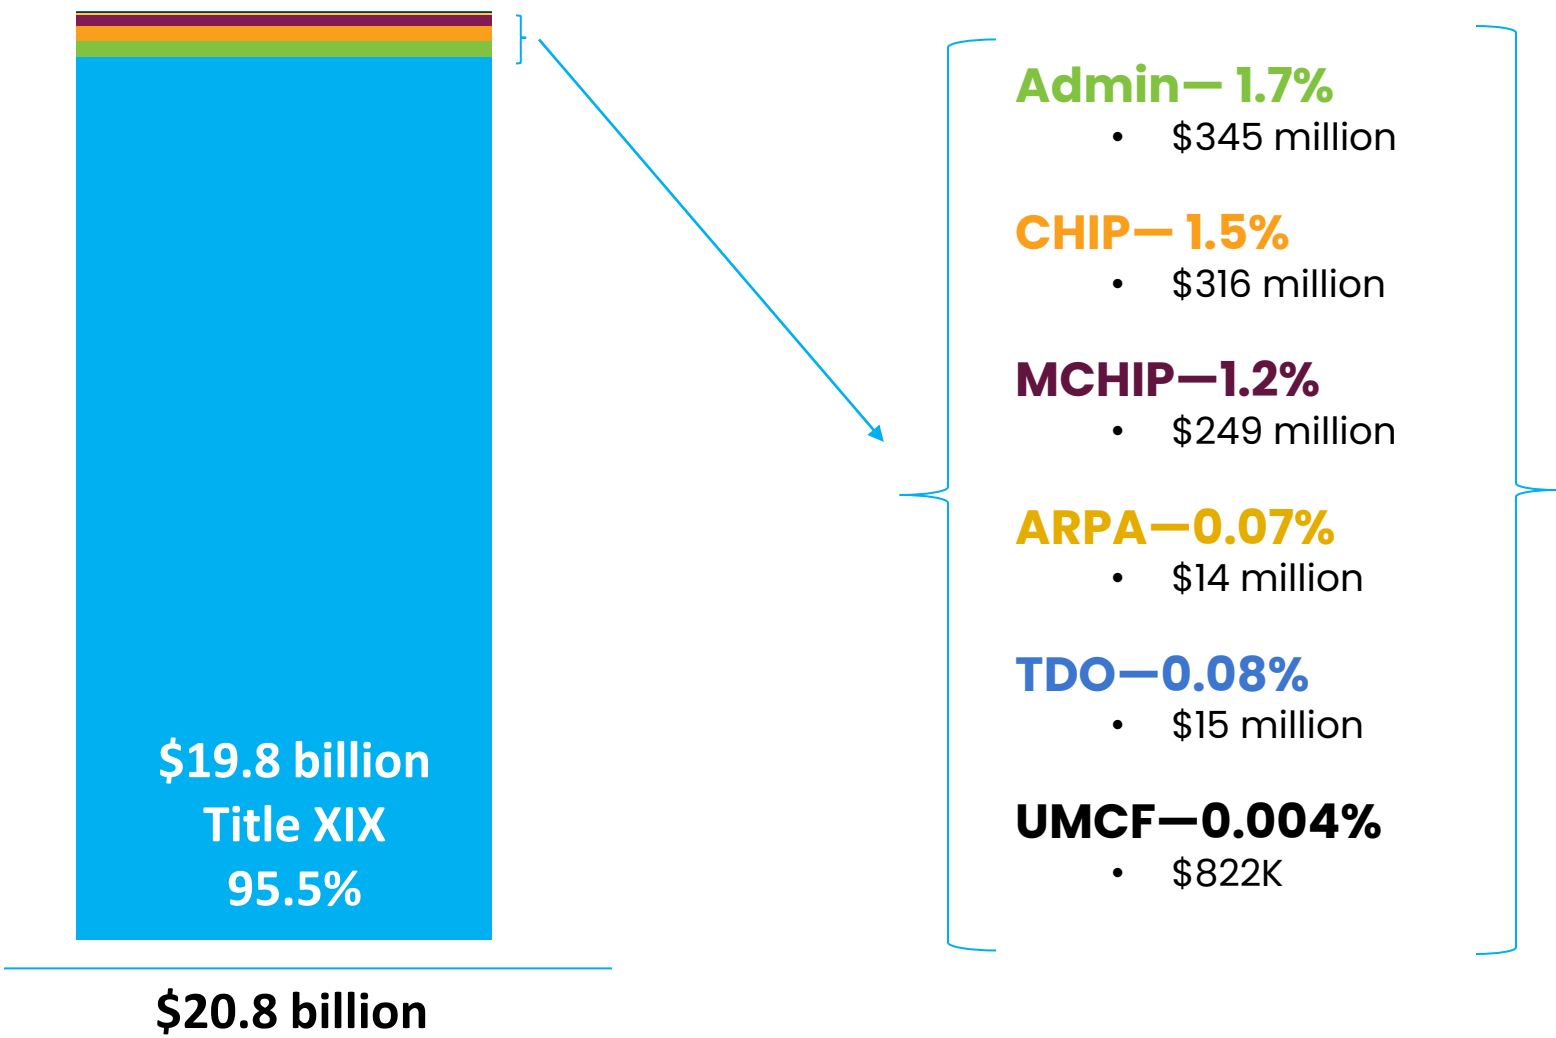 $19.8 billion
Title XIX
95.5%
$20.8 billion
Admin— 1.7%
• $345 million
CHIP— 1.5%
• $316 million
MCHIP—1.2%
• $249 million
ARPA—0.07%
• $14 million
TDO—0.08%
• $15 million
UMCF—0.004%
• $822K